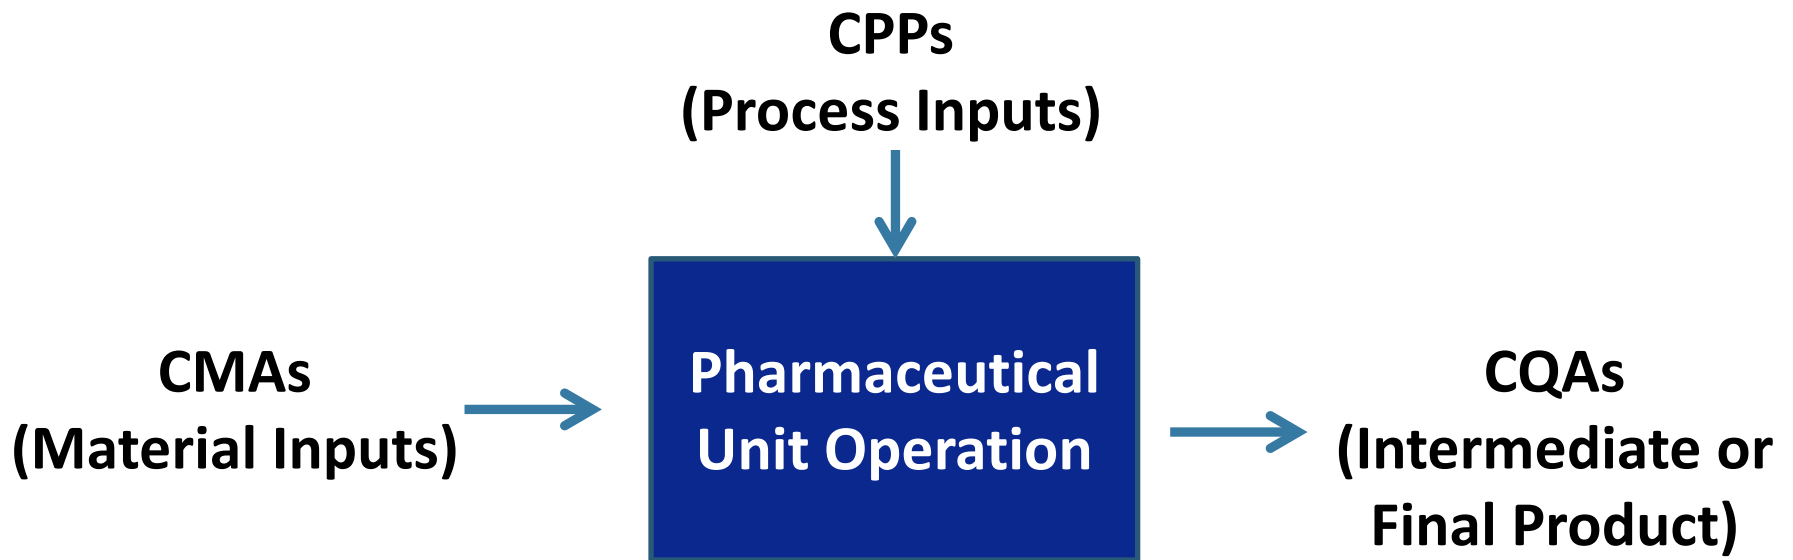 CPPs
(Process Inputs)
CMAs
(Material Inputs)
Pharmaceutical
Unit Operation
CQAs
(Intermediate or
Final Product)